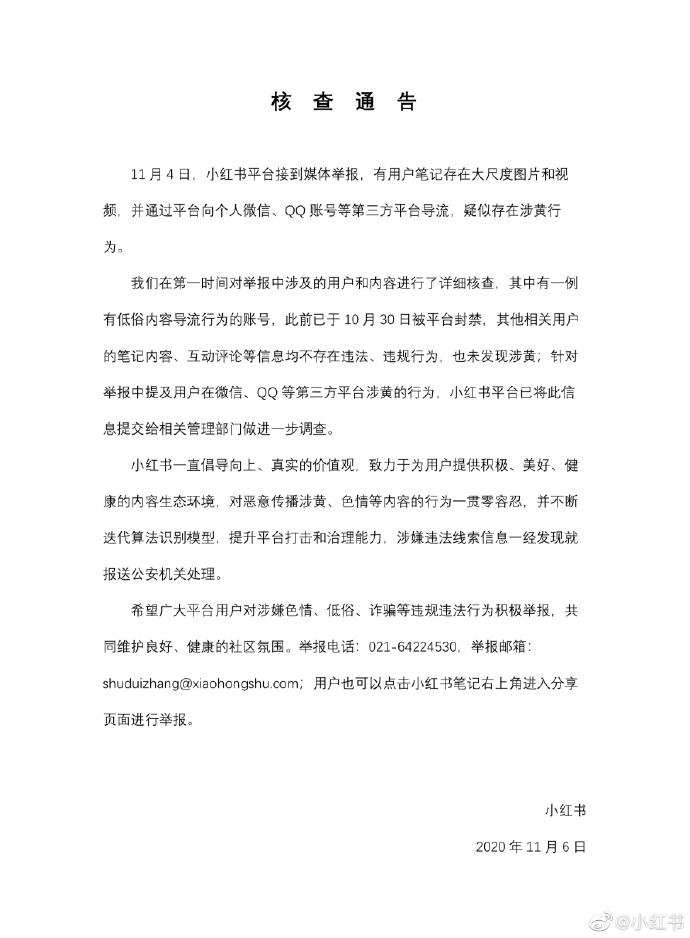 核 查 通 告
11 月 4 日，小红书平台接到媒体举报，有用户笔记存在大尺度图片和视
频，并通过平台向个人微信、QQ 账号等第三方平台导流，疑似存在涉黄行
为。
我们在第一时间对举报中涉及的用户和内容进行了详细核查，其中有一例
有低俗内容导流行为的账号，此前已于 10 月 30 日被平台封禁，其他相关用户
的笔记内容、互动评论等信息均不存在违法、违规行为，也未发现涉黄；针对
举报中提及用户在微信、QQ 等第三方平台涉黄的行为，小红书平台已将此信
息提交给相关管理部门做进一步调查。
小红书一直倡导向上、真实的价值观，致力于为用户提供积极、美好、健
康的内容生态环境，对恶意传播涉黄、色情等内容的行为一贯零容忍，并不断
迭代算法识别模型，提升平台打击和治理能力，涉嫌违法线索信息一经发现就
报送公安机关处理。
希望广大平台用户对涉嫌色情、低俗、诈骗等违规违法行为积极举报，共
同维护良好、健康的社区氛围。举报电话：021-64224530，举报邮箱：
shuduizhang@xiaohongshu.com；用户也可以点击小红书笔记右上角进入分享
页面进行举报。
小红书
2020 年 11 月 6 日
@小红书